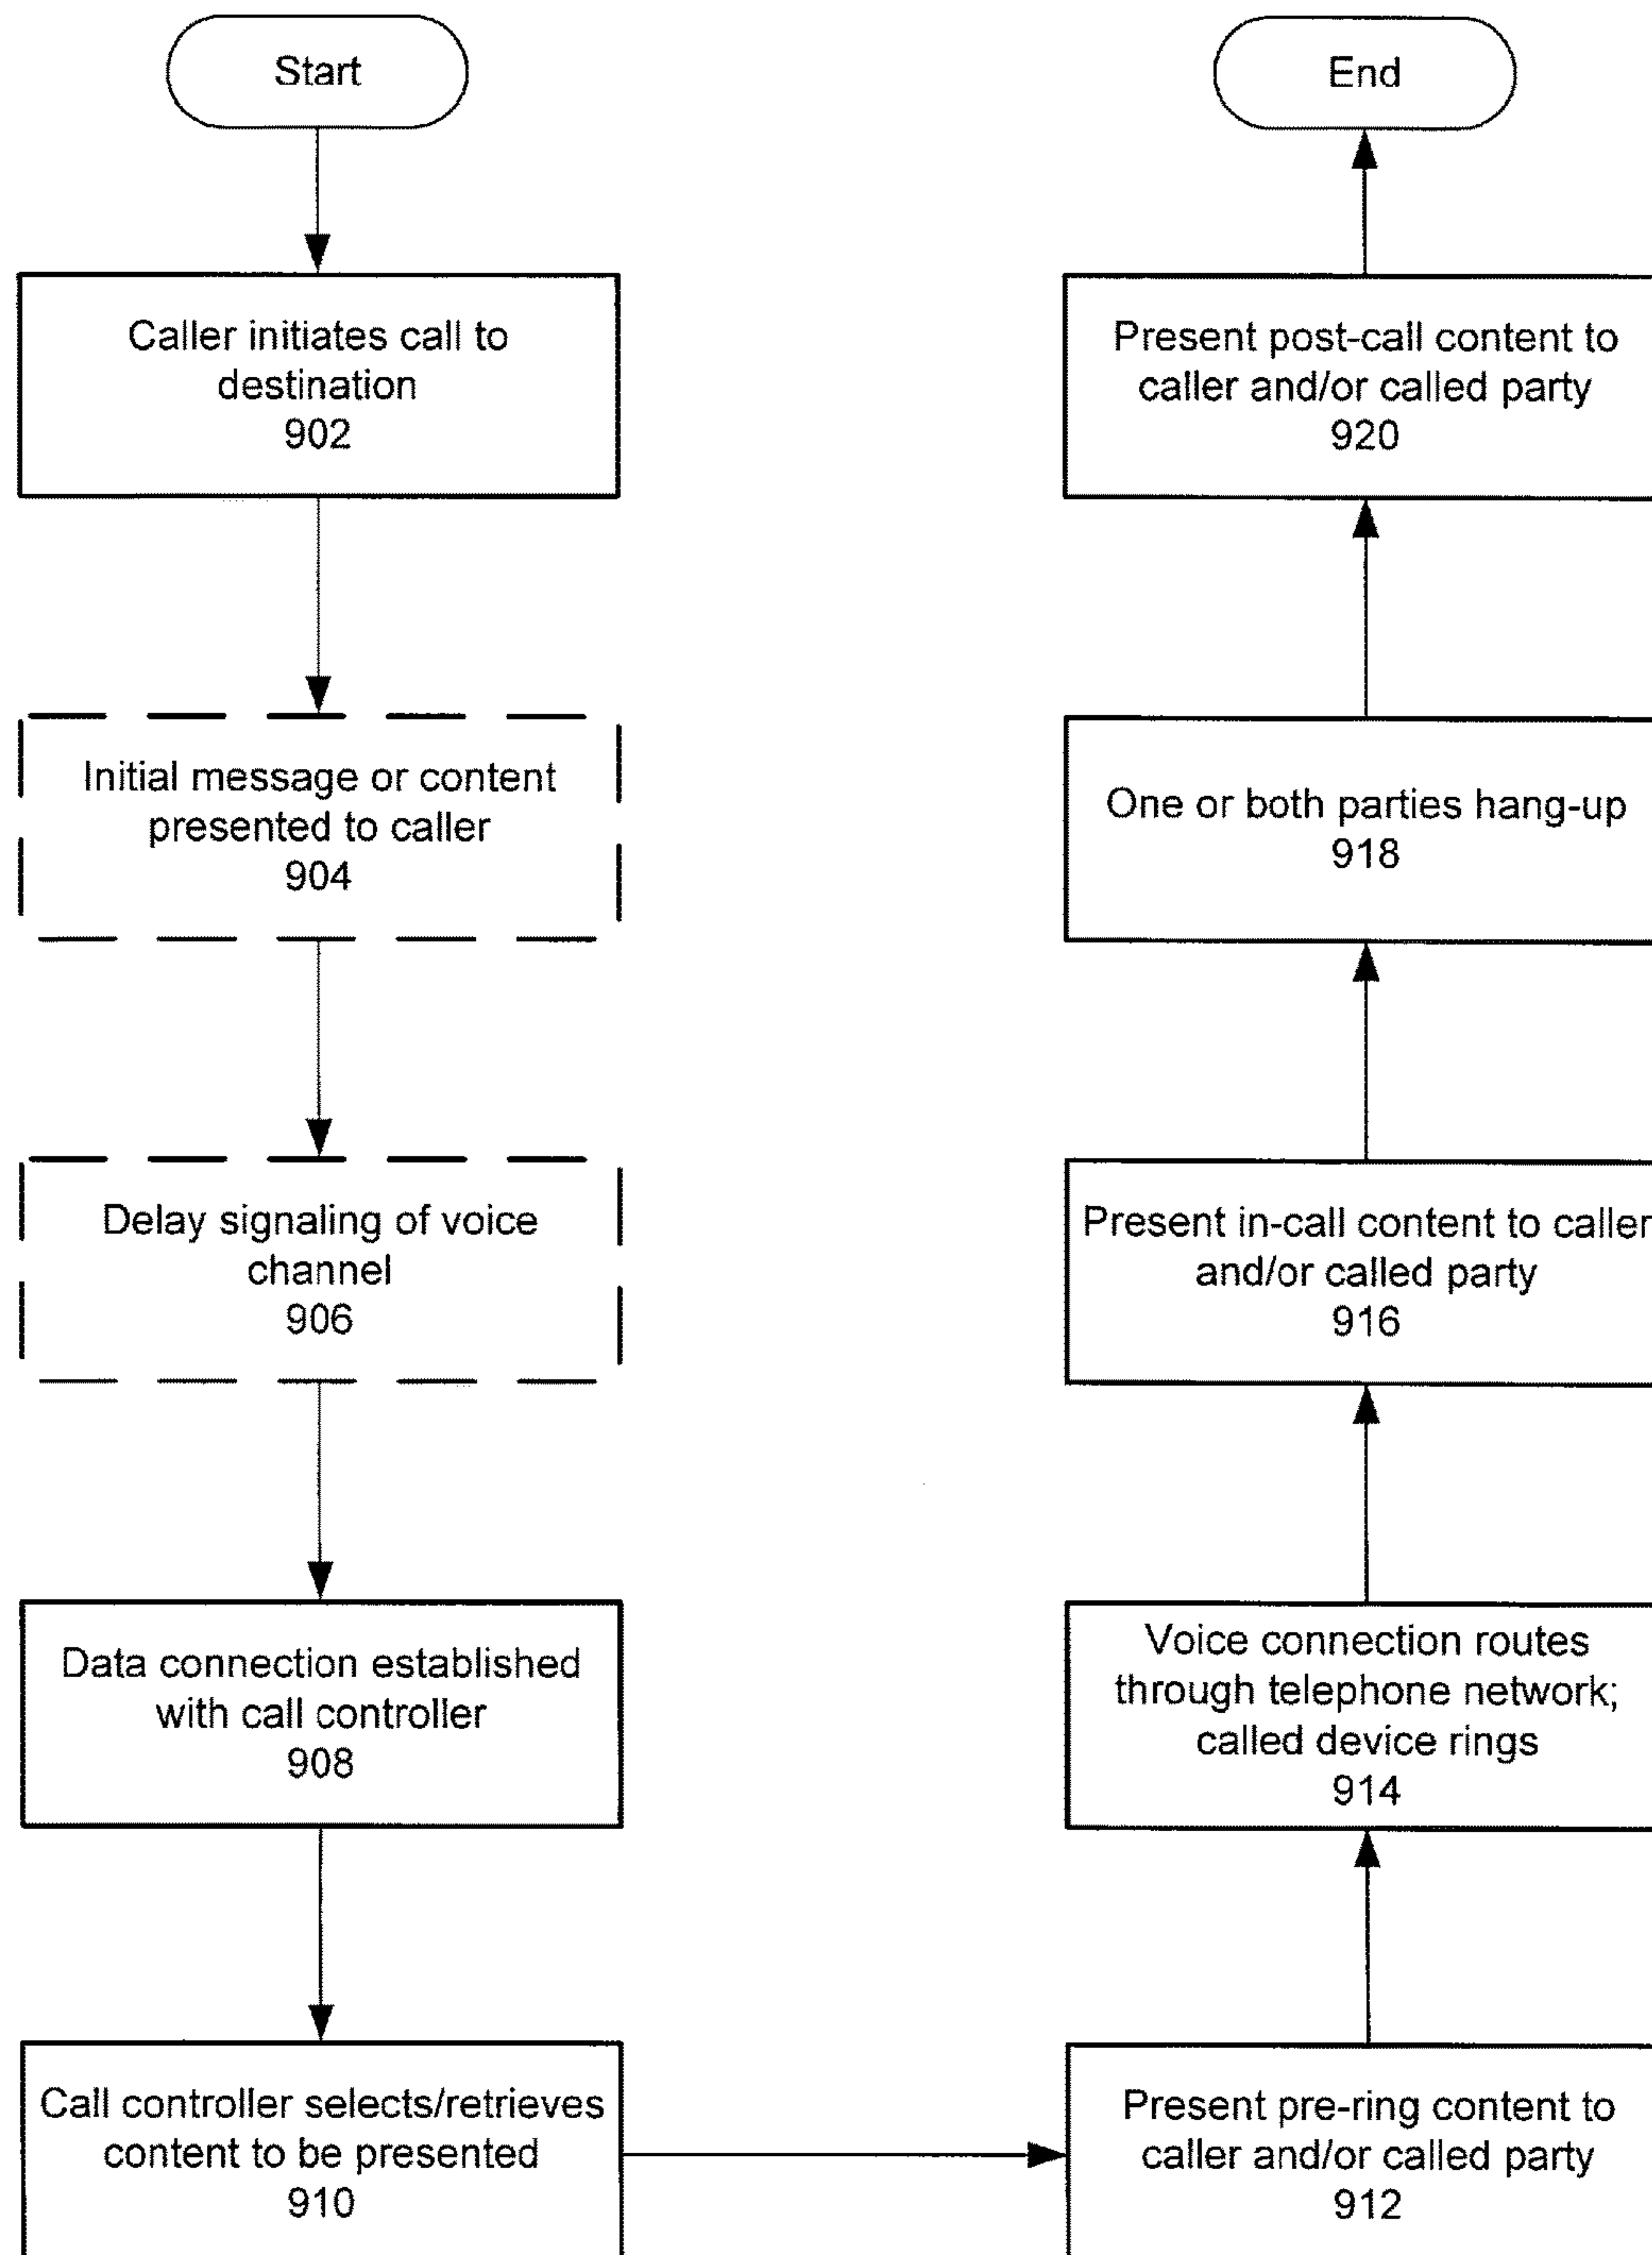 Start
Caller initiates call to
destination
902
Initial message or content
presented to caller
904
Delay signaling of voice
channel
906
Data connection established
with call controller
908
Call controller selects/retrieves
content to be presented
910
Present pre-ring content to
caller and/or called party
912
Voice connection routes
through telephone network;
called device rings
914
Present in-call content to caller
and/or called party
916
One or both parties hang-up
918
Present post-call content to
caller and/or called party
920
End